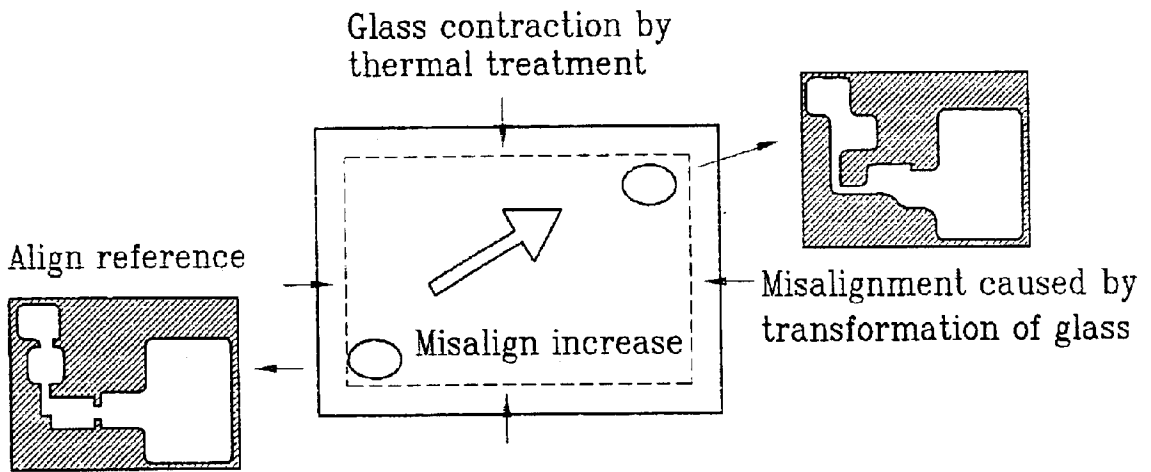 Glass contraction by
thermal treatment
Align reference
Misalign increase
Misalignment caused by
transformation of glass